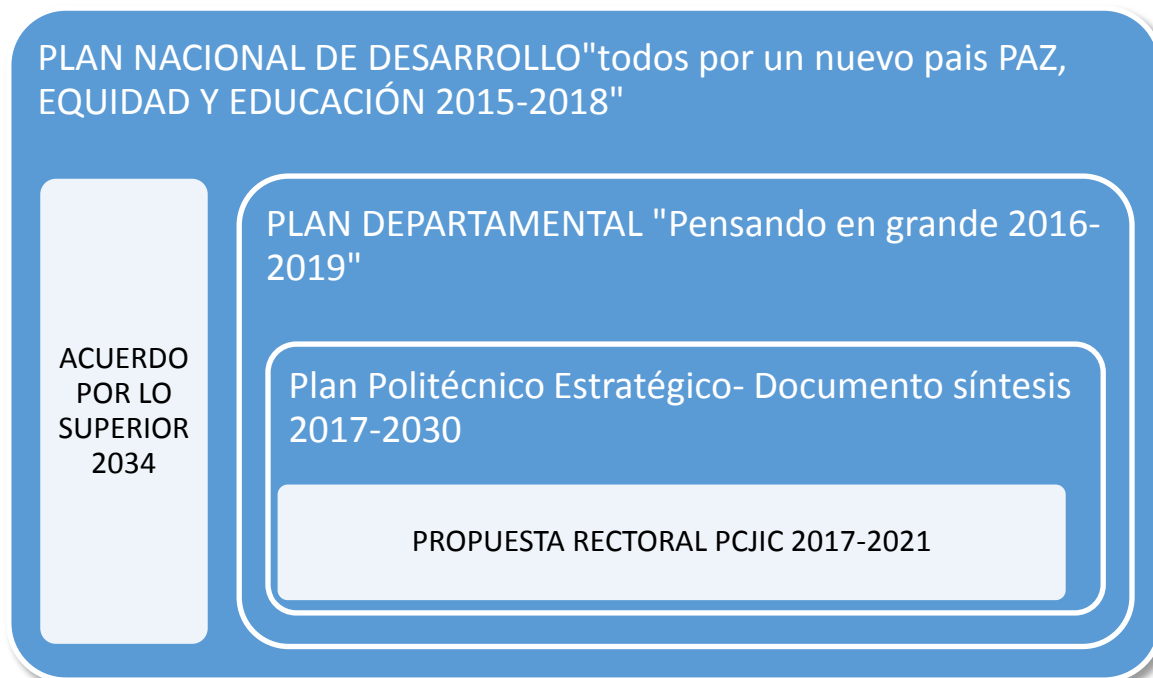 PLAN NACIONAL DE DESARROLLO"todos por un nuevo pais PAZ,
EQUIDAD Y EDUCACIÓN 2015-2018"
ACUERDO
POR LO
SUPERIOR
2034
PLAN DEPARTAMENTAL "Pensando en grande 2016-
2019"
Plan Politécnico Estratégico- Documento síntesis
2017-2030
PROPUESTA RECTORAL PCJIC 2017-2021